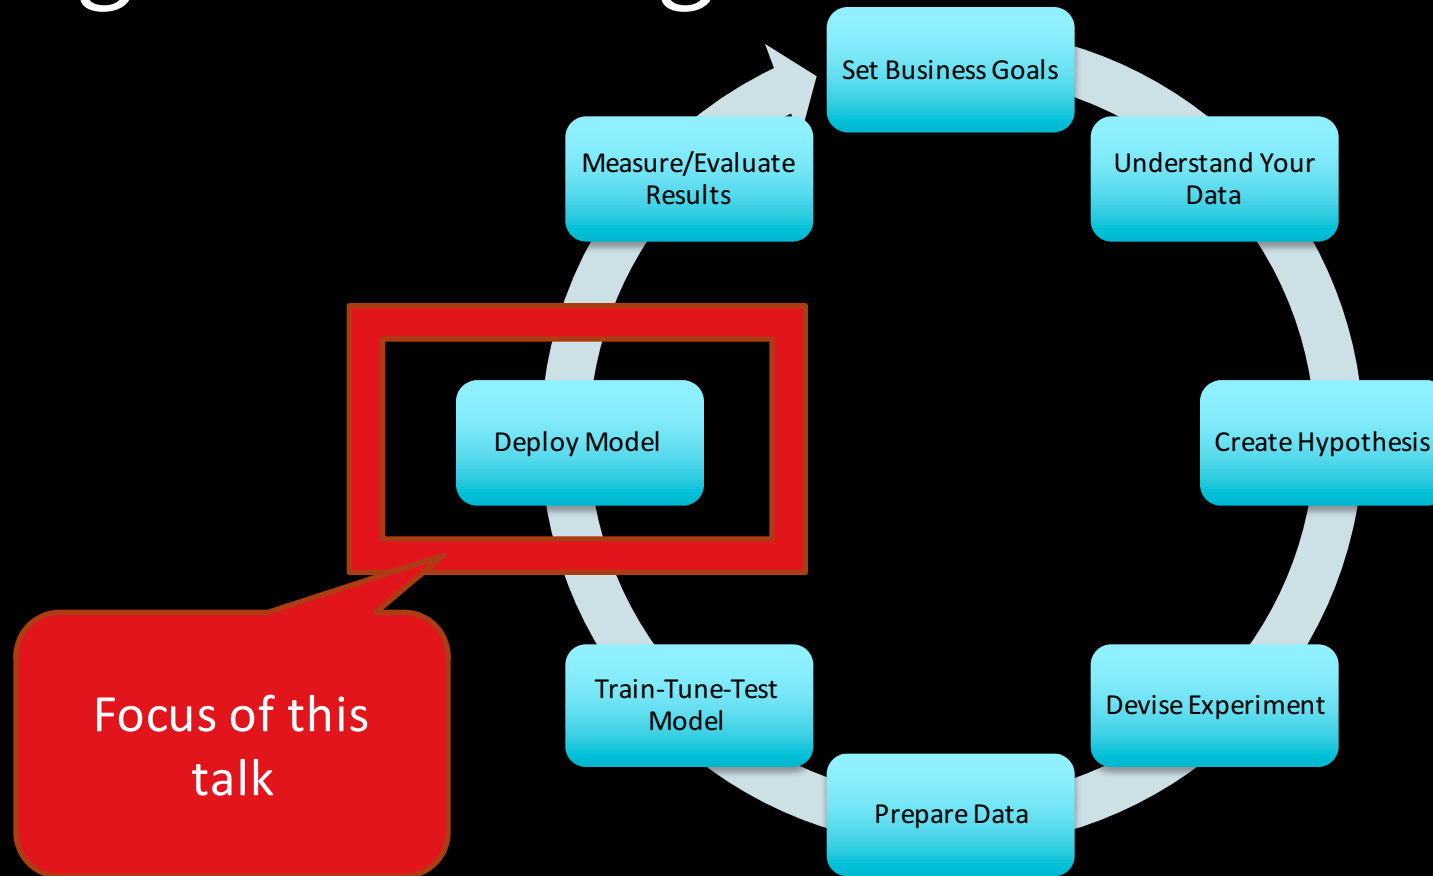 Set Business Goals
Understand Your
Data
Create Hypothesis
Devise Experiment
Prepare Data
Train-Tune-Test
Model
Deploy Model
Measure/Evaluate
Results
Focus of this
talk